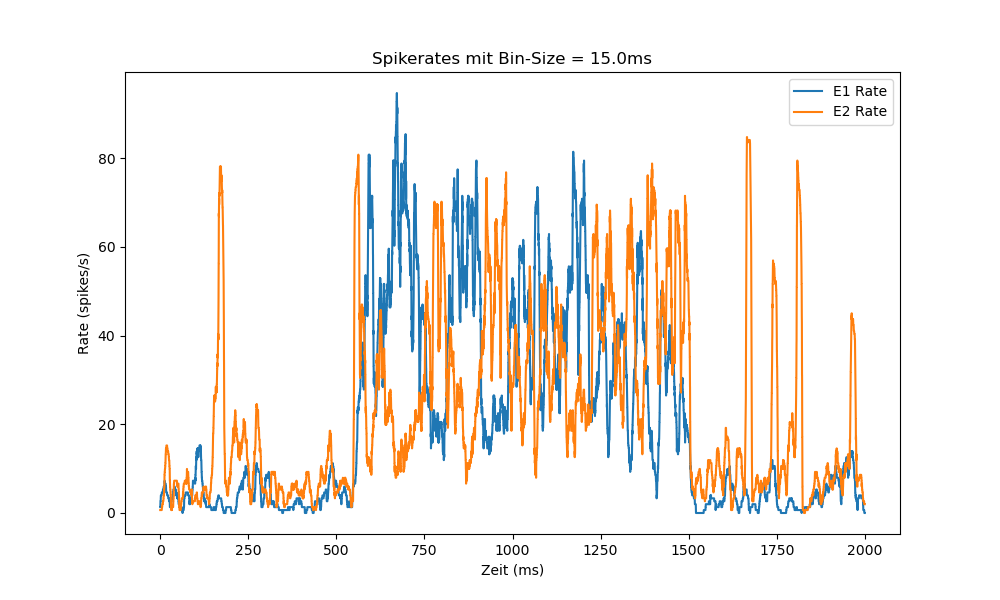 Spikerates mit Bin-Size = 15.0ms
E1 Rate
E2 Rate
Rate (spikes/s)
80
60
40
20
0
0 250 500 750 1000 1250 1500 1750 2000
Zeit (ms)